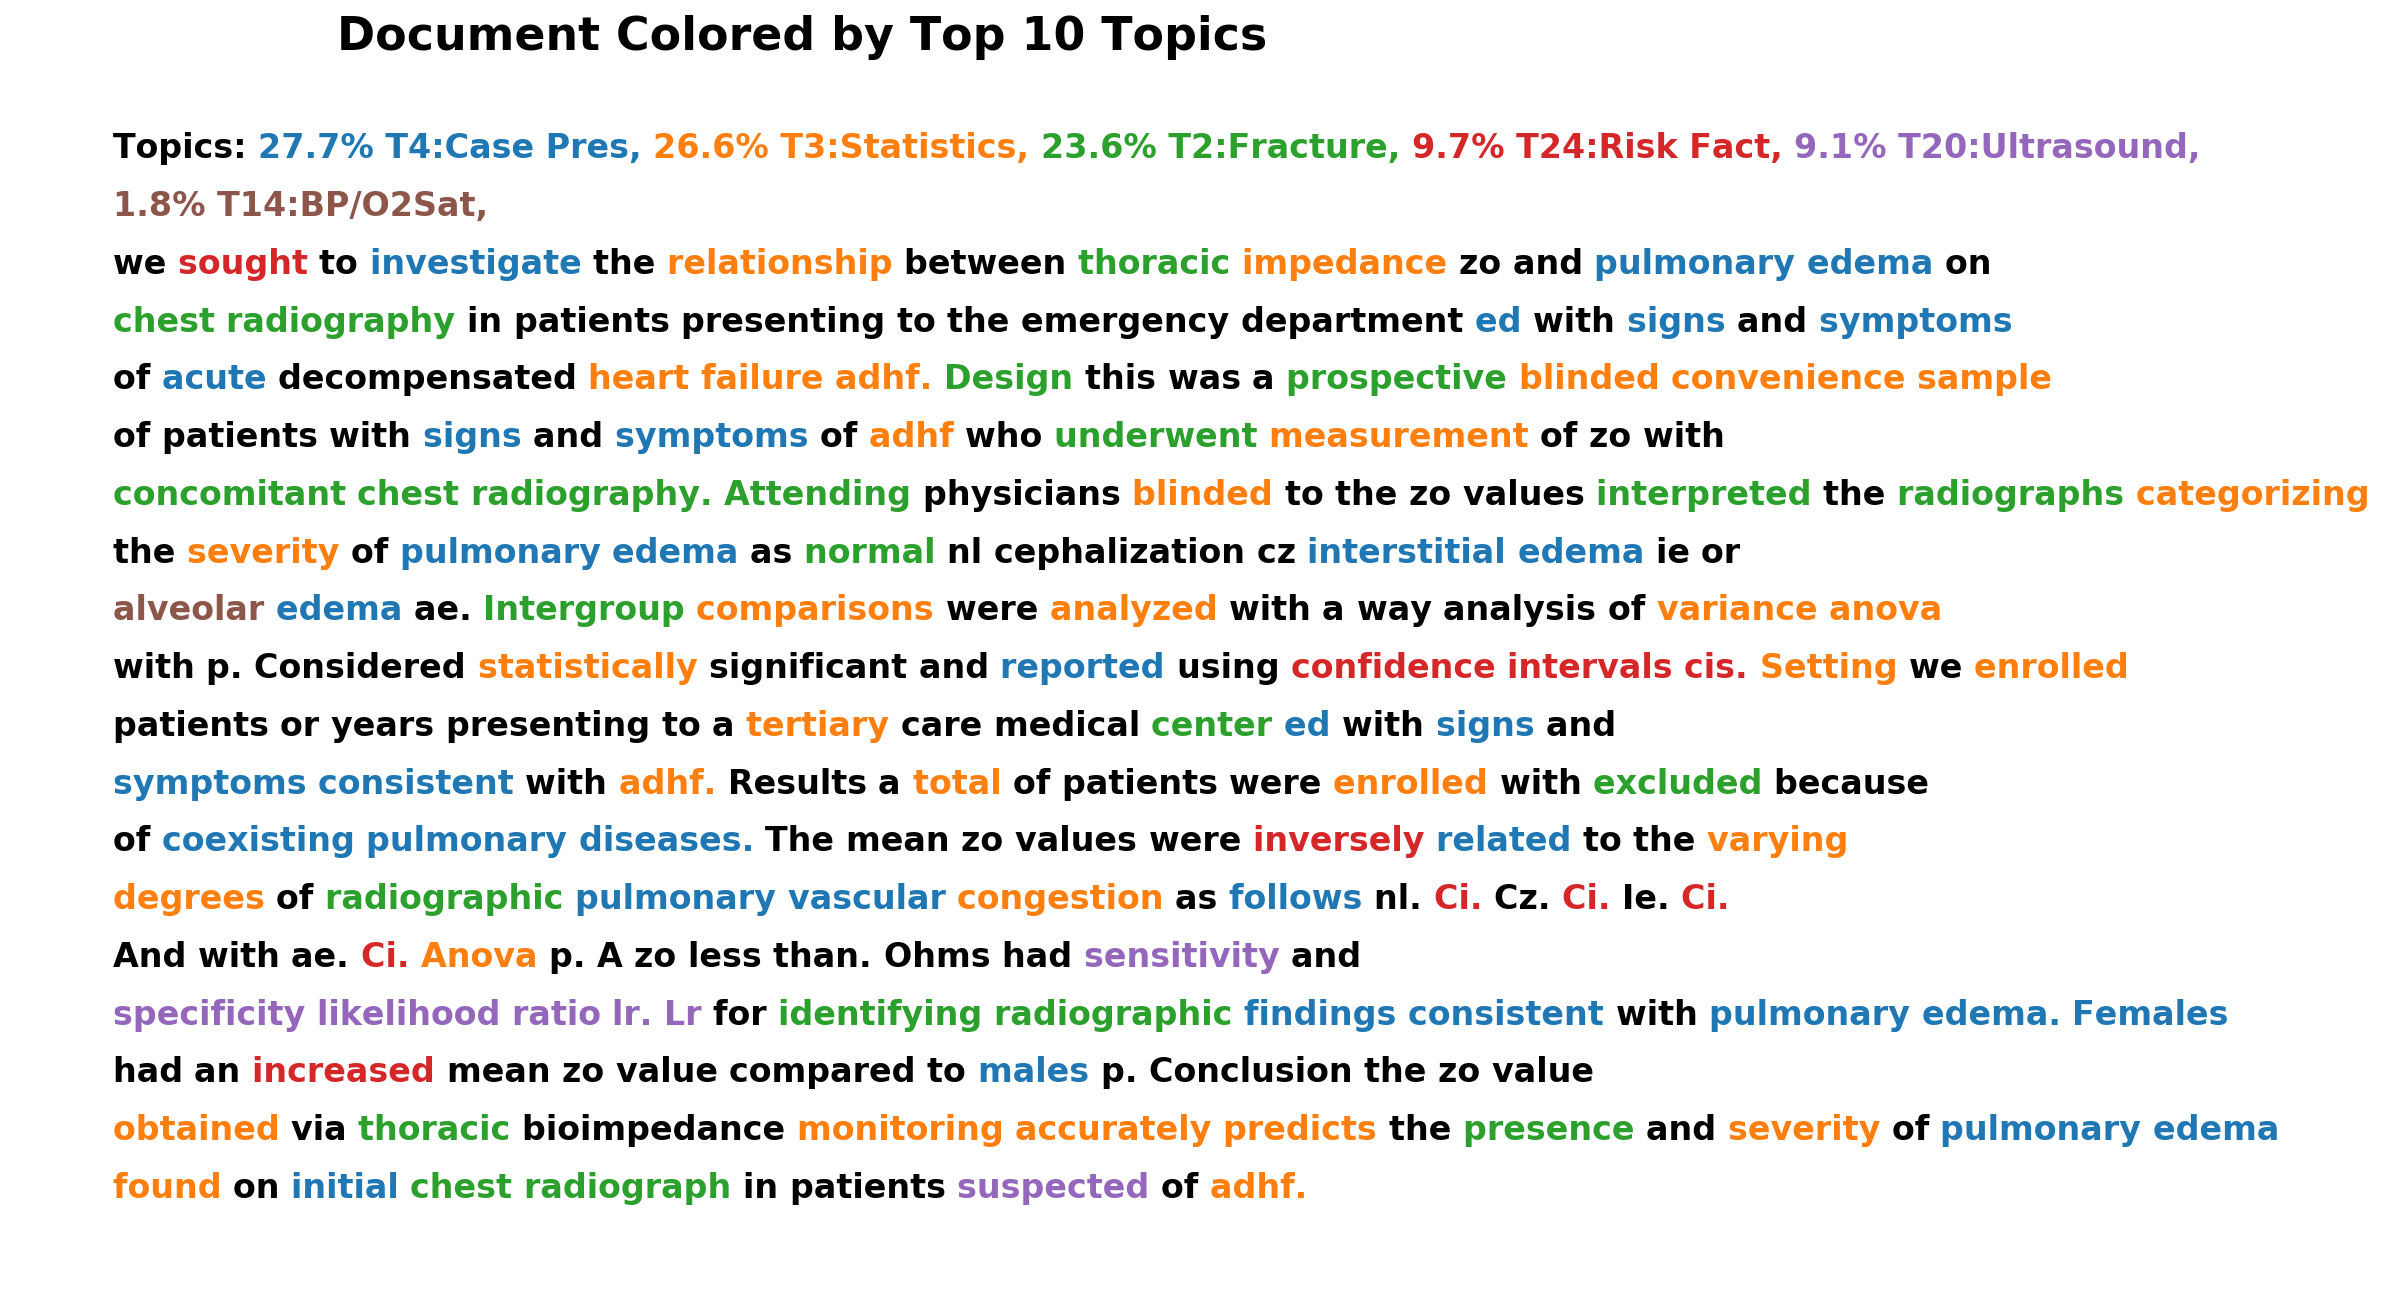 Document Colored by Top 10 Topics
Topics: 27.7% T4:Case Pres, 26.6% T3:Statistics, 23.6% T2:Fracture, 9.7% T24:Risk Fact, 9.1% T20:Ultrasound,
1.8% T14:BP/O2Sat,
we sought to investigate the relationship between thoracic impedance zo and pulmonary edema on
chest radiography in patients presenting to the emergency department ed with signs and symptoms
of acute decompensated heart failure adhf. Design this was a prospective blinded convenience sample
of patients with signs and symptoms of adhf who underwent measurement of zo with
concomitant chest radiography. Attending physicians blinded to the zo values interpreted the radiographs categorizing
the severity of pulmonary edema as normal nl cephalization cz interstitial edema ie or
alveolar edema ae. Intergroup comparisons were analyzed with a way analysis of variance anova
with p. Considered statistically significant and reported using confidence intervals cis. Setting we enrolled
patients or years presenting to a tertiary care medical center ed with signs and
symptoms consistent with adhf. Results a total of patients were enrolled with excluded because
of coexisting pulmonary diseases. The mean zo values were inversely related to the varying
degrees of radiographic pulmonary vascular congestion as follows nl. Ci. Cz. Ci. Ie. Ci.
And with ae. Ci. Anova p. A zo less than. Ohms had sensitivity and
specificity likelihood ratio lr. Lr for identifying radiographic findings consistent with pulmonary edema. Females
had an increased mean zo value compared to males p. Conclusion the zo value
obtained via thoracic bioimpedance monitoring accurately predicts the presence and severity of pulmonary edema
found on initial chest radiograph in patients suspected of adhf.